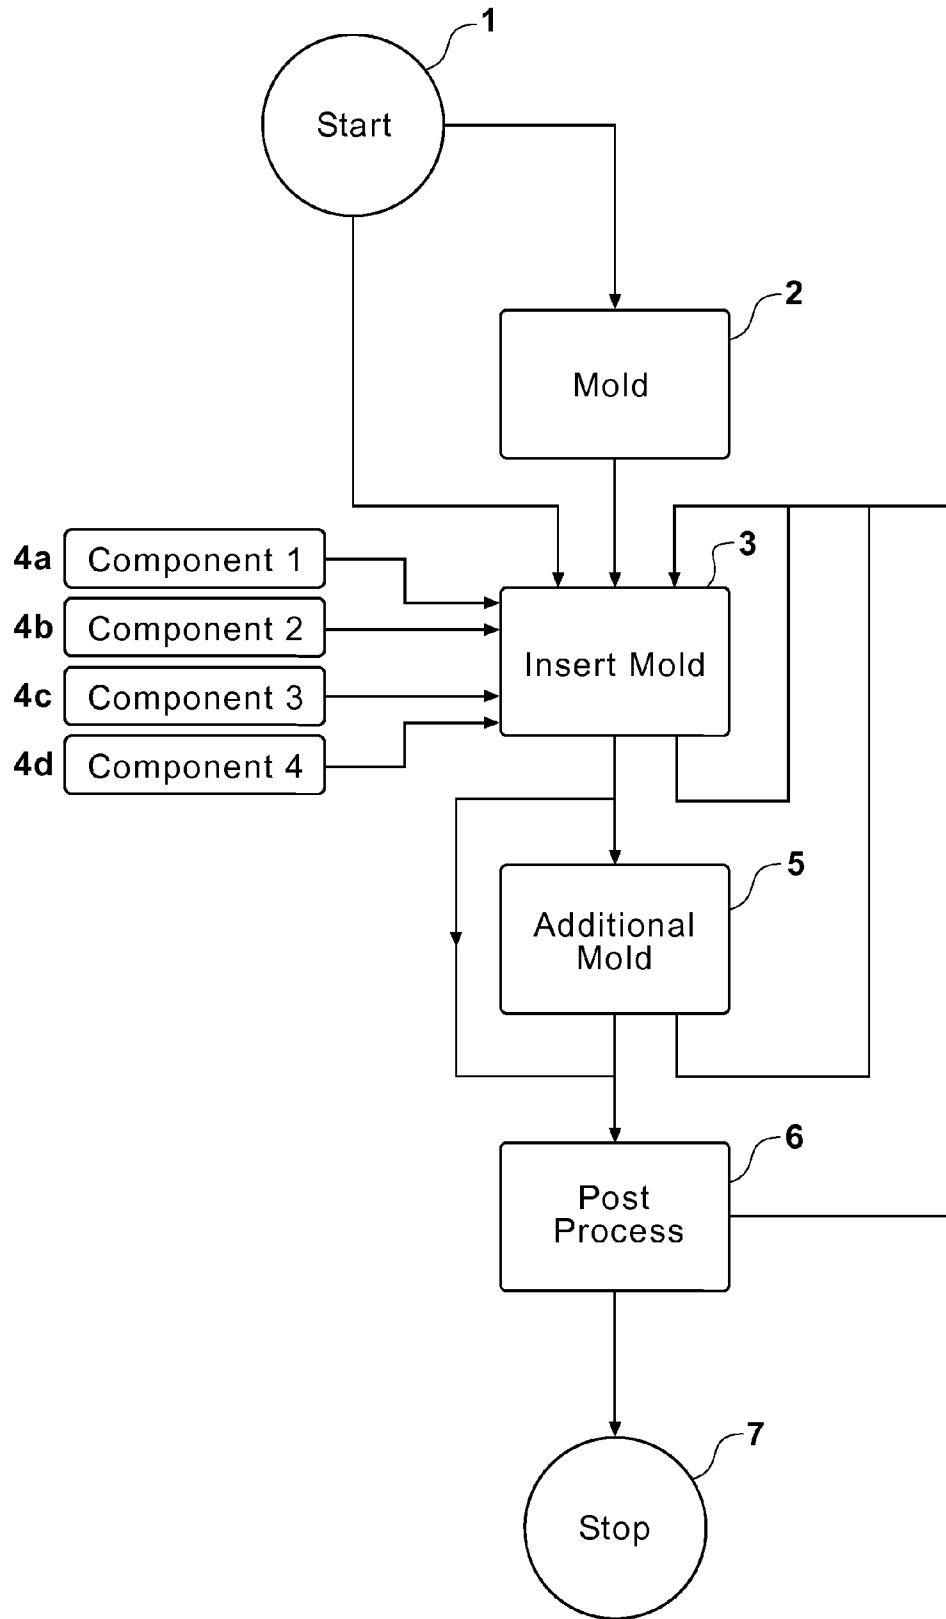 1
Start
2
Mold
3
4a
Component 1
4b
Component 2
Insert Mold
4c
Component 3
4d
Component 4
5
Additional
Mold
6
Post
Process
7
Stop